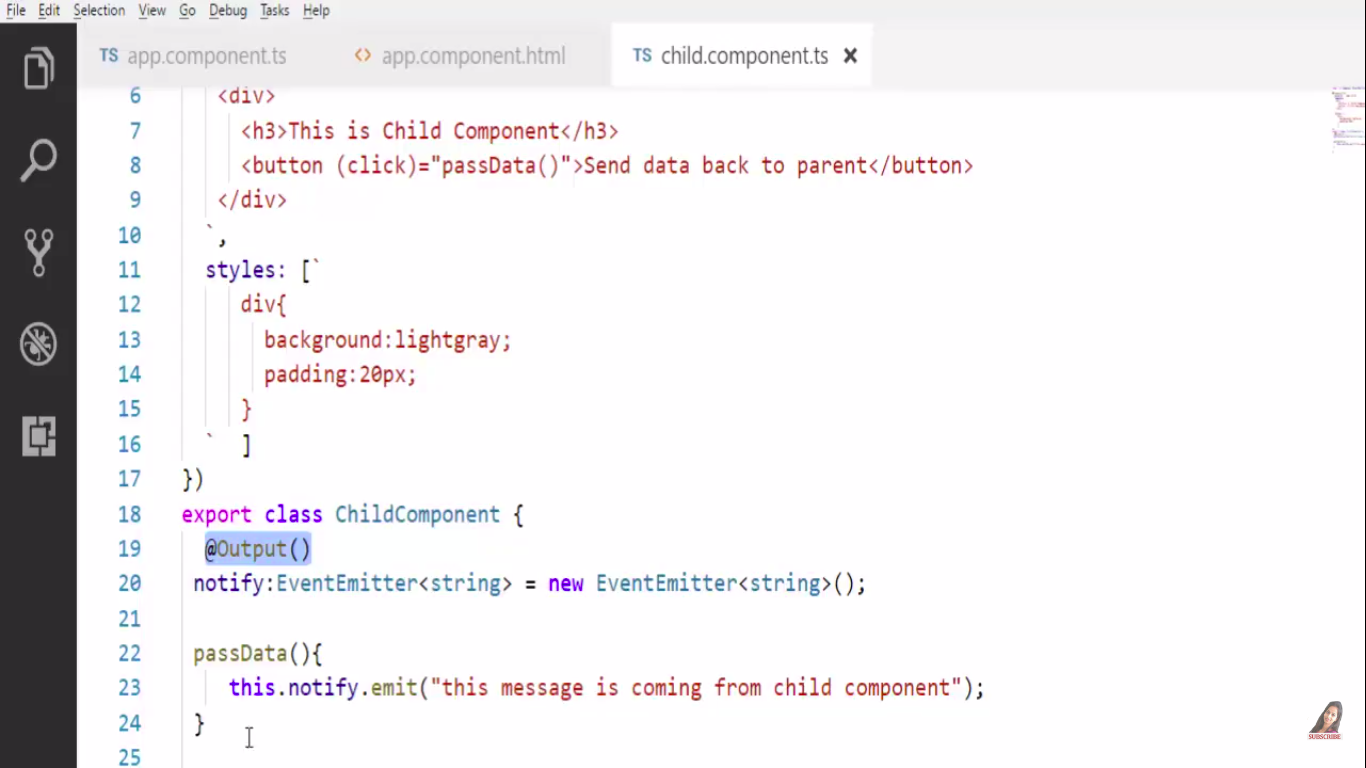 File Edit Selection View Go Debug Tasks Help
TS app.component.ts <> app.component.html TS child.component.ts ×
6 <div>
7 <h3>This is Child Component</h3>
8 <button (click)="passData()">Send data back to parent</button>
9 </div>
10 `,
11 styles: [`
12 div{
13 background:lightgray;
14 padding:20px;
15 }
16 ` ]
17 })
18 export class ChildComponent {
19 @Output()
20 notify:EventEmitter<string> = new EventEmitter<string>();
21
22 passData(){
23 this.notify.emit("this message is coming from child component");
24 }
25
SUBSCRIBE